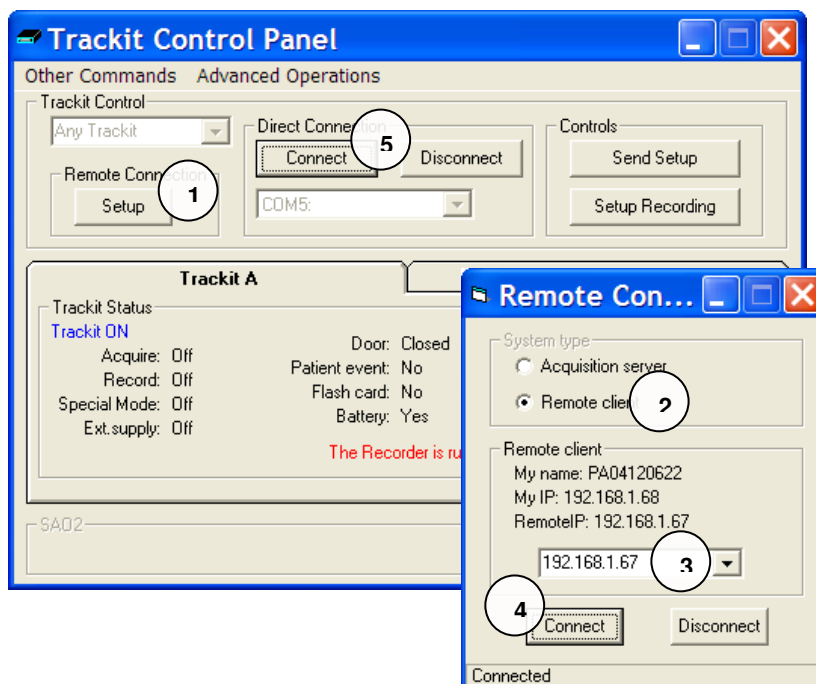 Trackit Control Panel
Other Commands Advanced Operations
Trackit Control
Any Trackit
Remote Connection
Setup
1
Direct Connection
5
Connect
Disconnect
COM5:
Controls
Send Setup
Setup Recording
Trackit A
Trackit Status
Trackit ON
Acquire: Off
Record: Off
Special Mode: Off
Ext.supply: Off
Door: Closed
Patient event: No
Flash card: No
Battery: Yes
The Recorder is ru
SAO2
Remote Con...
System type
Acquisition server
Remote client
2
Remote client
My name: PA04120622
My IP: 192.168.1.68
RemoteIP: 192.168.1.67
192.168.1.67
3
4
Connect
Disconnect
Connected